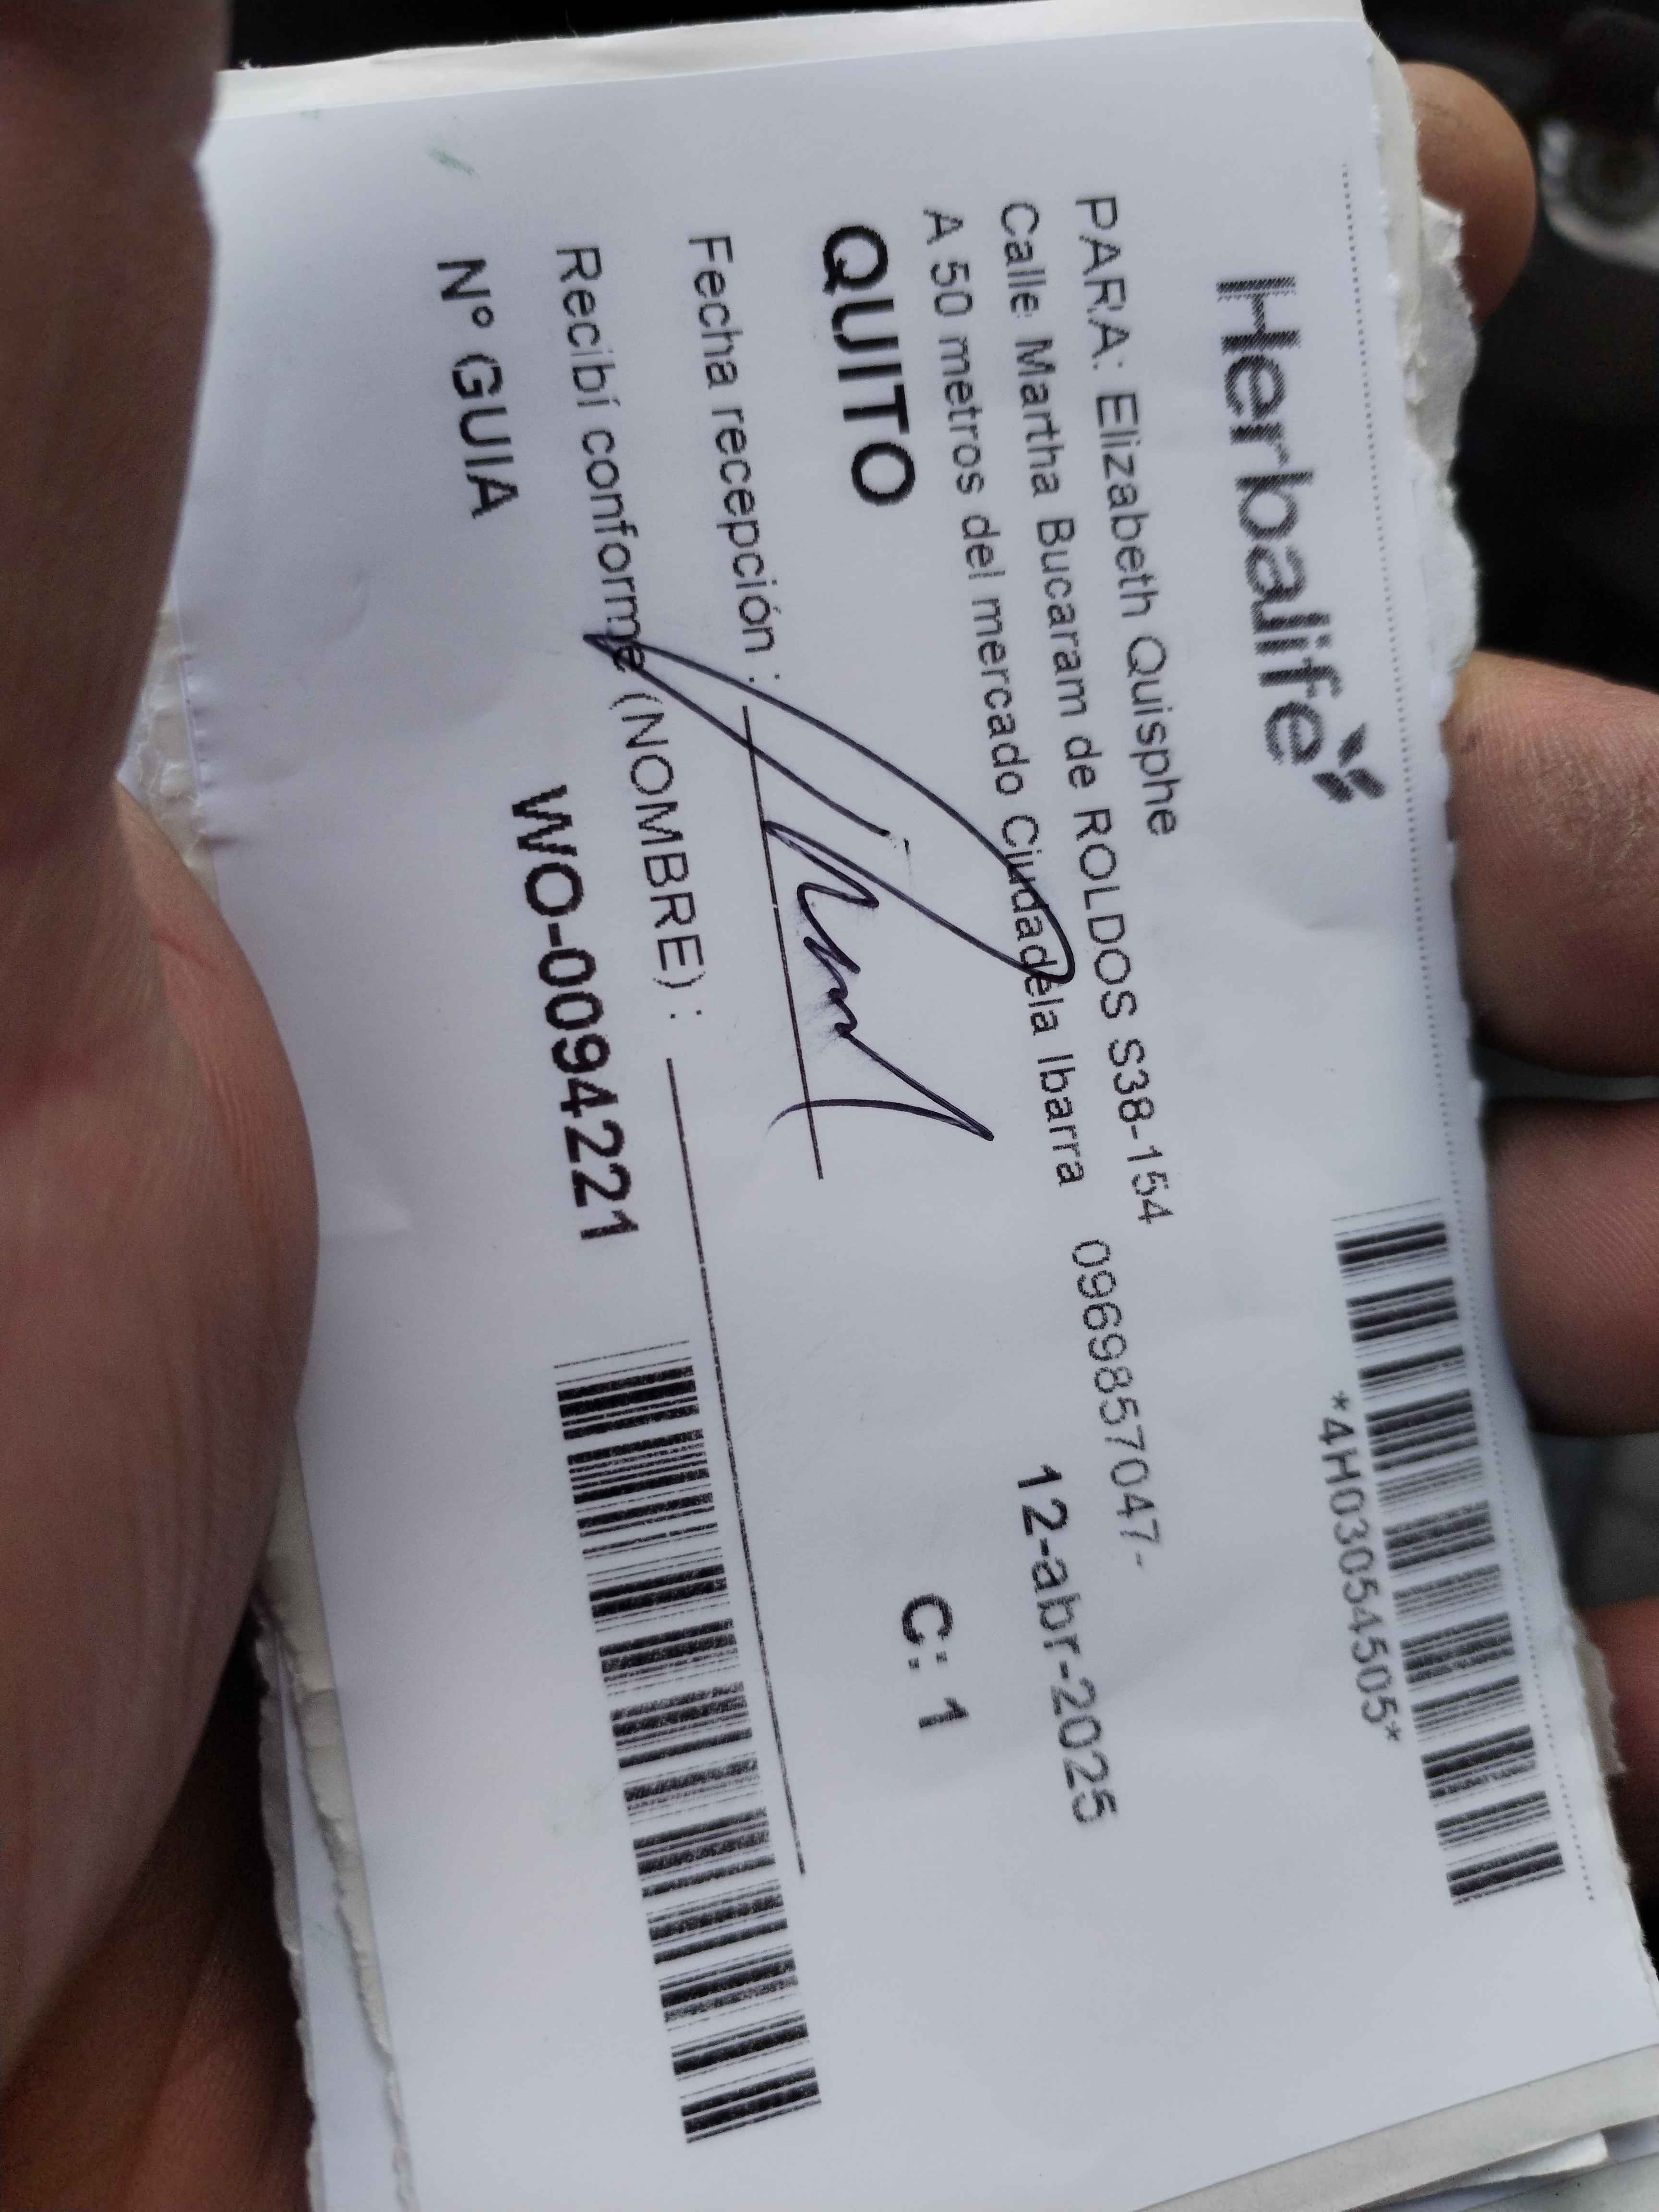 Herbalife
*4H03054505*
PARA: Elizabeth Quisphe
Calle Martha Bucaram de ROLDOS S38-154
A 50 metros del mercado Ciudadela Ibarra 0969857047-
12-abr-2025
QUITO
C: 1
Fecha recepción :
Recibí conforme (NOMBRE) :
N° GUIA WO-0094221